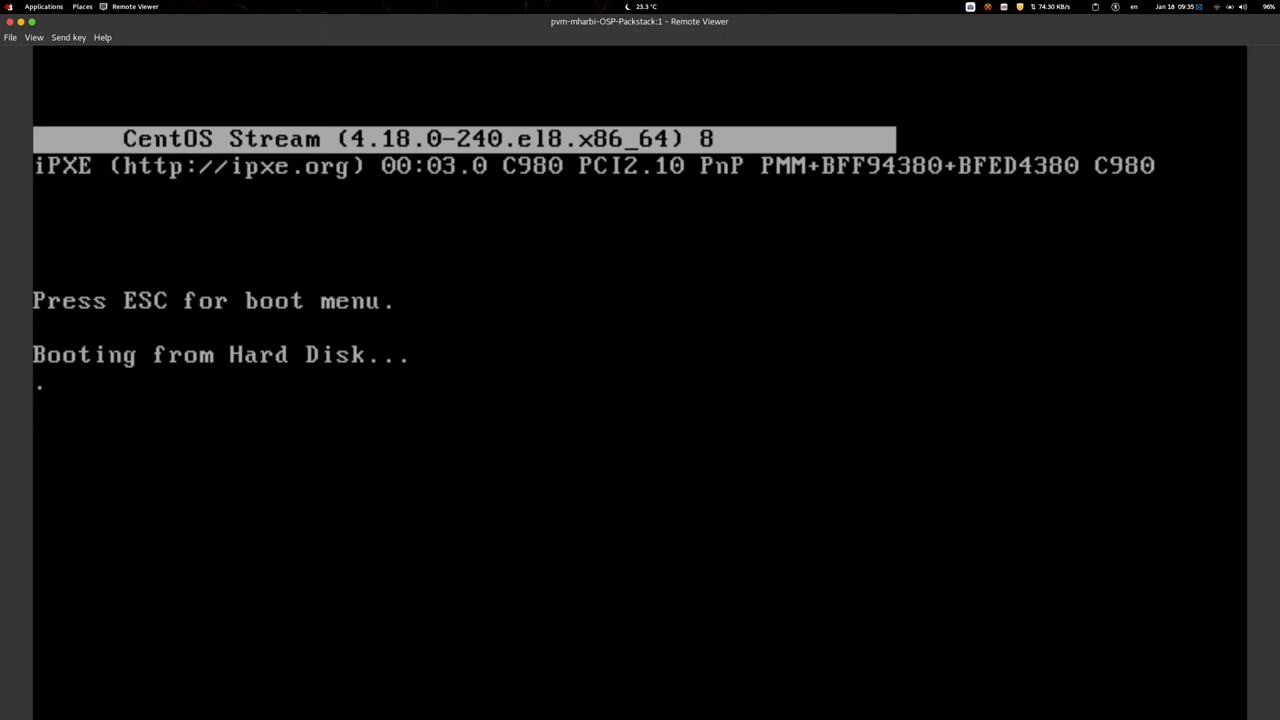 Applications Places Remote Viewer 23.3 °C 74.30 KB/s en Jan 18 09:35 96%
pvm-mharbi-OSP-Packstack:1 - Remote Viewer
File View Send key Help
CentOS Stream (4.18.0-240.el8.x86_64) 8
iPXE (http://ipxe.org) 00:03.0 C980 PCI2.10 PnP PMM+BFF94380+BFED4380 C980
Press ESC for boot menu.
Booting from Hard Disk...
.